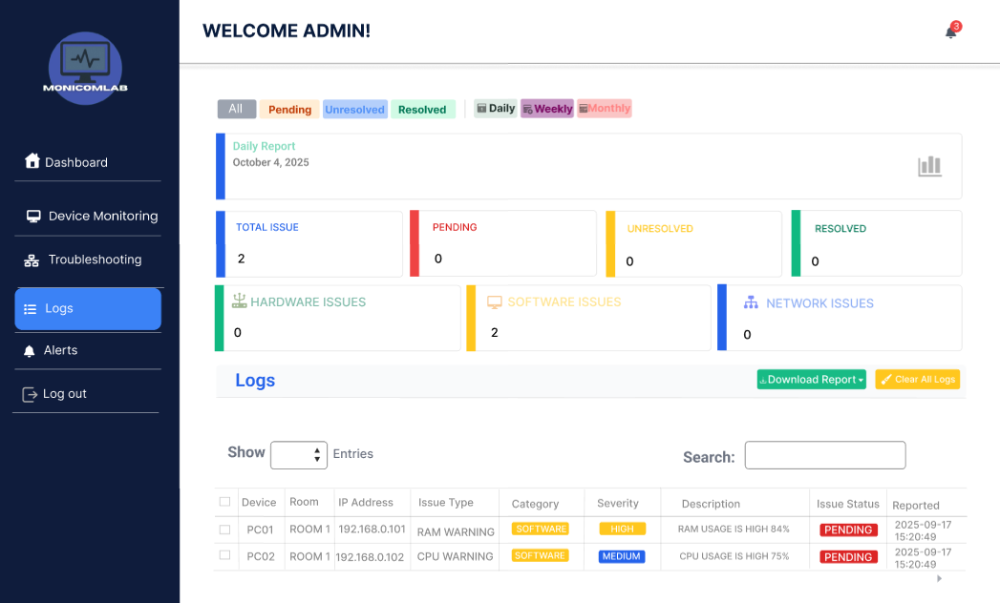 WELCOME ADMIN!
3
MONICOMLAB
Dashboard
Device Monitoring
Troubleshooting
Logs
Alerts
Log out
All Pending Unresolved Resolved Daily Weekly Monthly
Daily Report
October 4, 2025
TOTAL ISSUE
2
PENDING
0
UNRESOLVED
0
RESOLVED
0
HARDWARE ISSUES
0
SOFTWARE ISSUES
2
NETWORK ISSUES
0
Logs
Download Report
Clear All Logs
Show Entries
Search:
Device Room IP Address Issue Type Category Severity Description Issue Status Reported
PC01 ROOM 1 192.168.0.101 RAM WARNING SOFTWARE HIGH RAM USAGE IS HIGH 84% PENDING 2025-09-17
15:20:49
PC02 ROOM 1 192.168.0.102 CPU WARNING SOFTWARE MEDIUM CPU USAGE IS HIGH 75% PENDING 2025-09-17
15:20:49